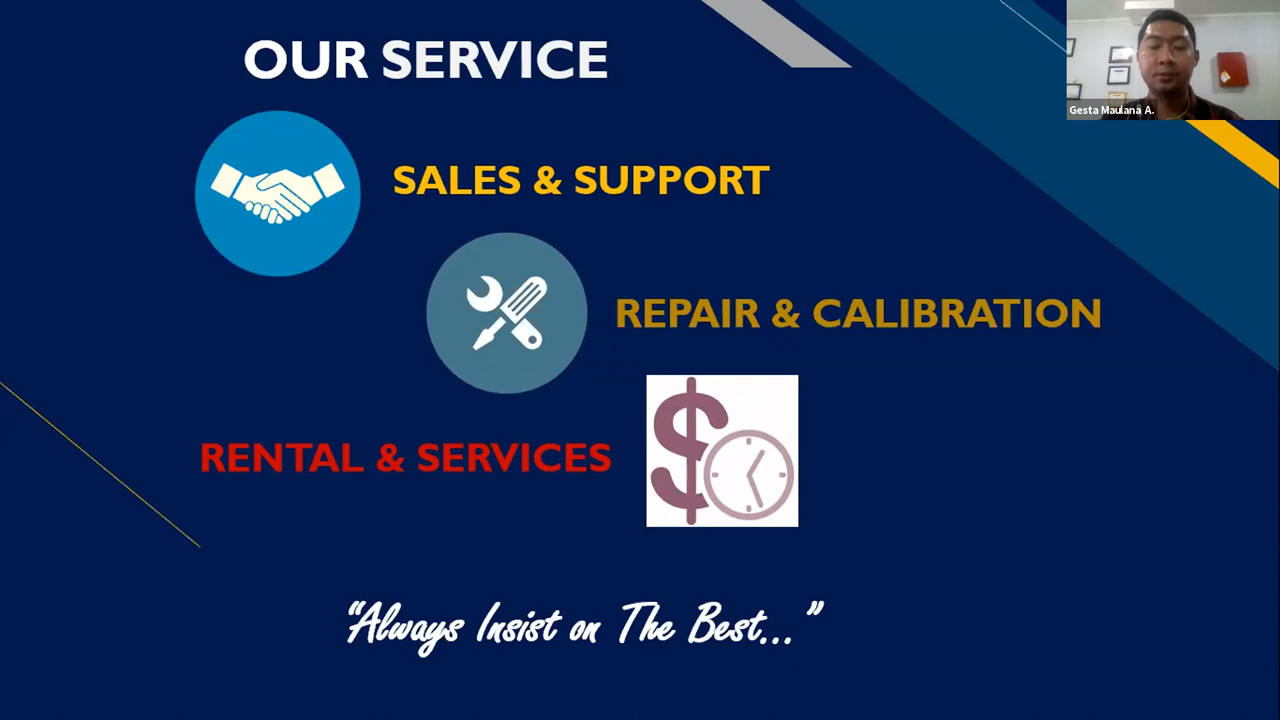 OUR SERVICE
Gesta Maulana A.
SALES & SUPPORT
REPAIR & CALIBRATION
RENTAL & SERVICES
“Always Insist on The Best...”